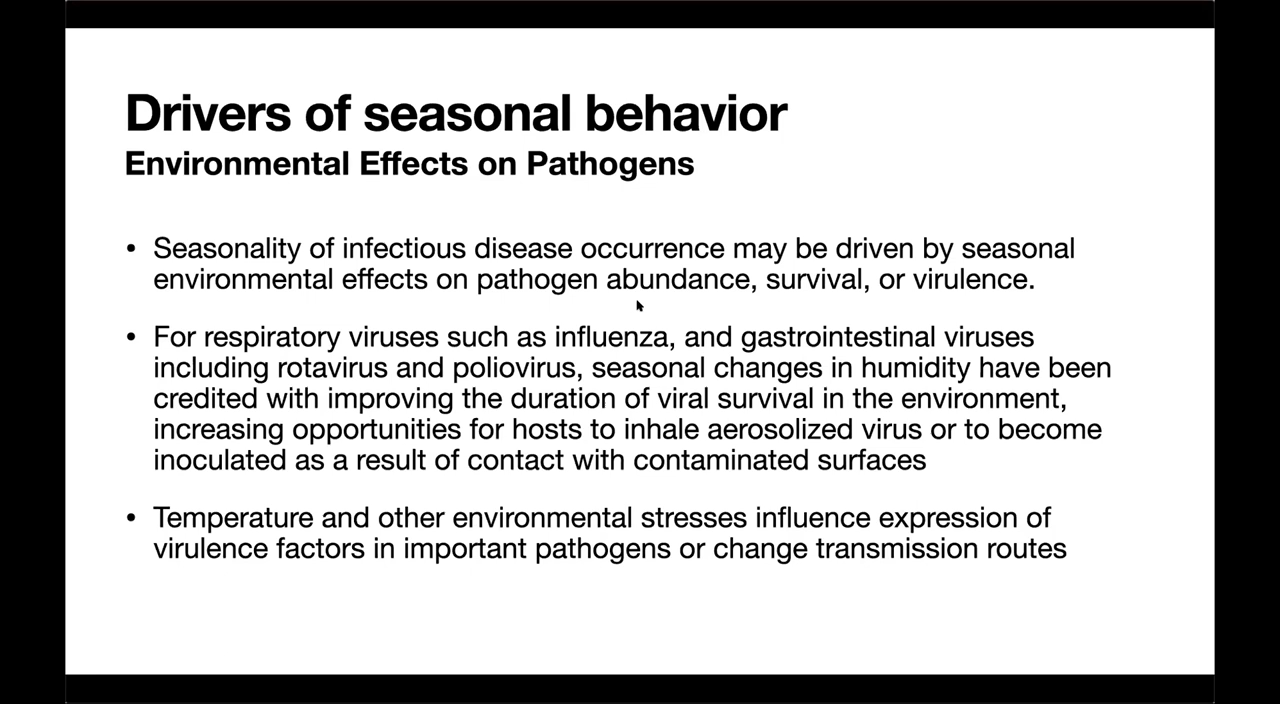 Drivers of seasonal behavior
Environmental Effects on Pathogens
• Seasonality of infectious disease occurrence may be driven by seasonal
environmental effects on pathogen abundance, survival, or virulence.
• For respiratory viruses such as influenza, and gastrointestinal viruses
including rotavirus and poliovirus, seasonal changes in humidity have been
credited with improving the duration of viral survival in the environment,
increasing opportunities for hosts to inhale aerosolized virus or to become
inoculated as a result of contact with contaminated surfaces
• Temperature and other environmental stresses influence expression of
virulence factors in important pathogens or change transmission routes